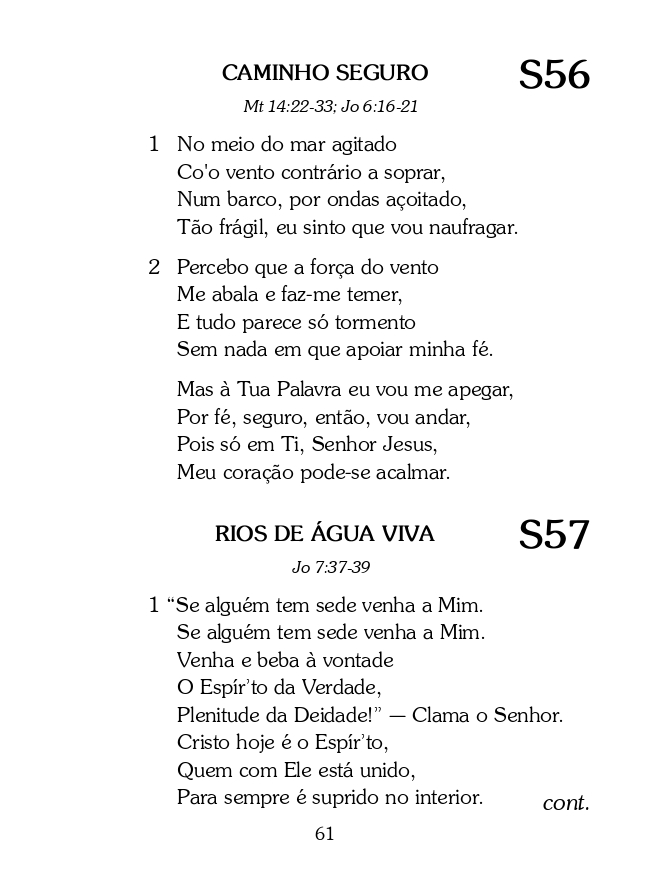 CAMINHO SEGURO S56
Mt 14:22-33; Jo 6:16-21
1 No meio do mar agitado
Co'o vento contrário a soprar,
Num barco, por ondas açoitado,
Tão frágil, eu sinto que vou naufragar.
2 Percebo que a força do vento
Me abala e faz-me temer,
E tudo parece só tormento
Sem nada em que apoiar minha fé.
Mas à Tua Palavra eu vou me apegar,
Por fé, seguro, então, vou andar,
Pois só em Ti, Senhor Jesus,
Meu coração pode-se acalmar.
RIOS DE ÁGUA VIVA S57
Jo 7:37-39
1 “Se alguém tem sede venha a Mim.
Se alguém tem sede venha a Mim.
Venha e beba à vontade
O Espír’to da Verdade,
Plenitude da Deidade!” — Clama o Senhor.
Cristo hoje é o Espír’to,
Quem com Ele está unido,
Para sempre é suprido no interior.
cont.
61